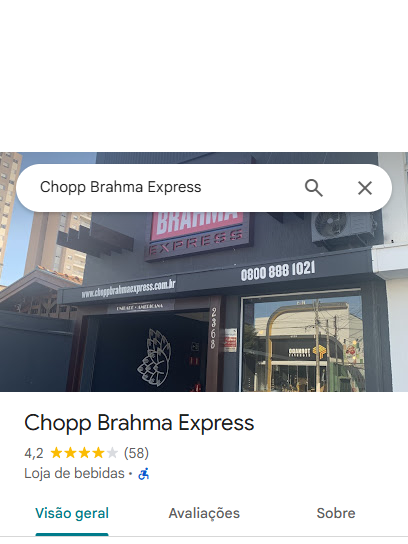 Chopp Brahma Express
BRAHMA
EXPRESS
0800 888 1021
www.choppbrahmaexpress.com.br
UNIDADE • AMERICANA
2368
Chopp Brahma Express
4,2 (58)
Loja de bebidas •
Visão geral Avaliações Sobre